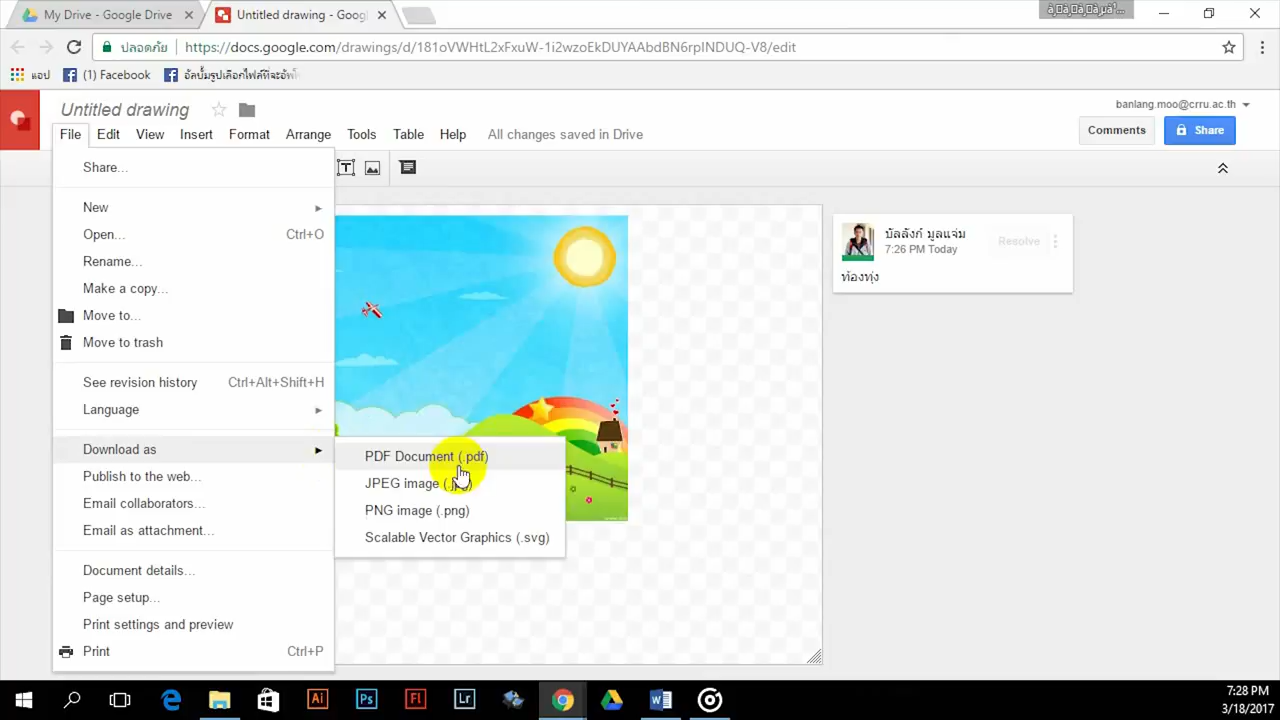 My Drive - Google Drive
Untitled drawing - Goog
ปลอดภัย
https://docs.google.com/drawings/d/181oVWHtL2xFxuW-1i2wzoEkDUYAAbdBN6rpINDUQ-V8/edit
แอป
(1) Facebook
Untitled drawing
banlang.moo@crru.ac.th
File Edit View Insert Format Arrange Tools Table Help All changes saved in Drive
Comments
Share
Share...
New
Open... Ctrl+O
Rename...
Make a copy...
Move to...
Move to trash
See revision history Ctrl+Alt+Shift+H
Language
Download as
Publish to the web...
Email collaborators...
Email as attachment...
Document details...
Page setup...
Print settings and preview
Print Ctrl+P
PDF Document (.pdf)
JPEG image (.jpg)
PNG image (.png)
Scalable Vector Graphics (.svg)
บัลลังก์ มูลแจ่ม
7:26 PM Today
Resolve
ท้องทุ่ง
Ai
Ps
Fl
Lr
7:28 PM
3/18/2017